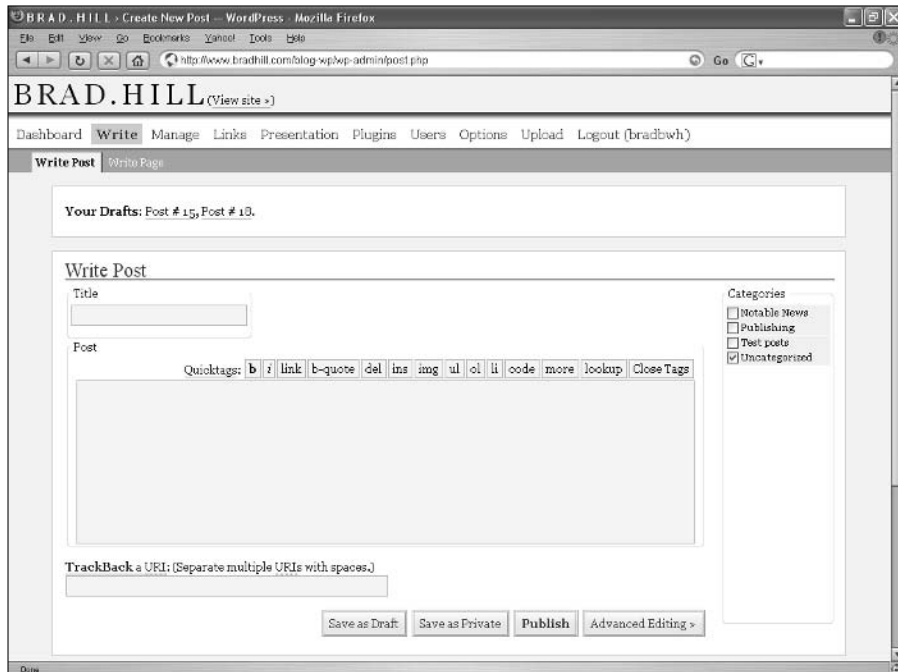 BRAD.HILL › Create New Post — WordPress - Mozilla Firefox
File Edit View Go Bookmarks Yahoo! Tools Help
http://www.bradhill.com/blog-wp/wp-admin/post.php Go
BRAD.HILL (View site »)
Dashboard Write Manage Links Presentation Plugins Users Options Upload Logout (bradbwh)
Write Post Write Page
Your Drafts: Post # 15, Post # 18.
Write Post
Title
Categories
Notable News
Publishing
Test posts
Uncategorized
Post
Quicktags: b i link b-quote del ins img ul ol li code more lookup Close Tags
TrackBack a URI: (Separate multiple URIs with spaces.)
Save as Draft Save as Private Publish Advanced Editing »
Done